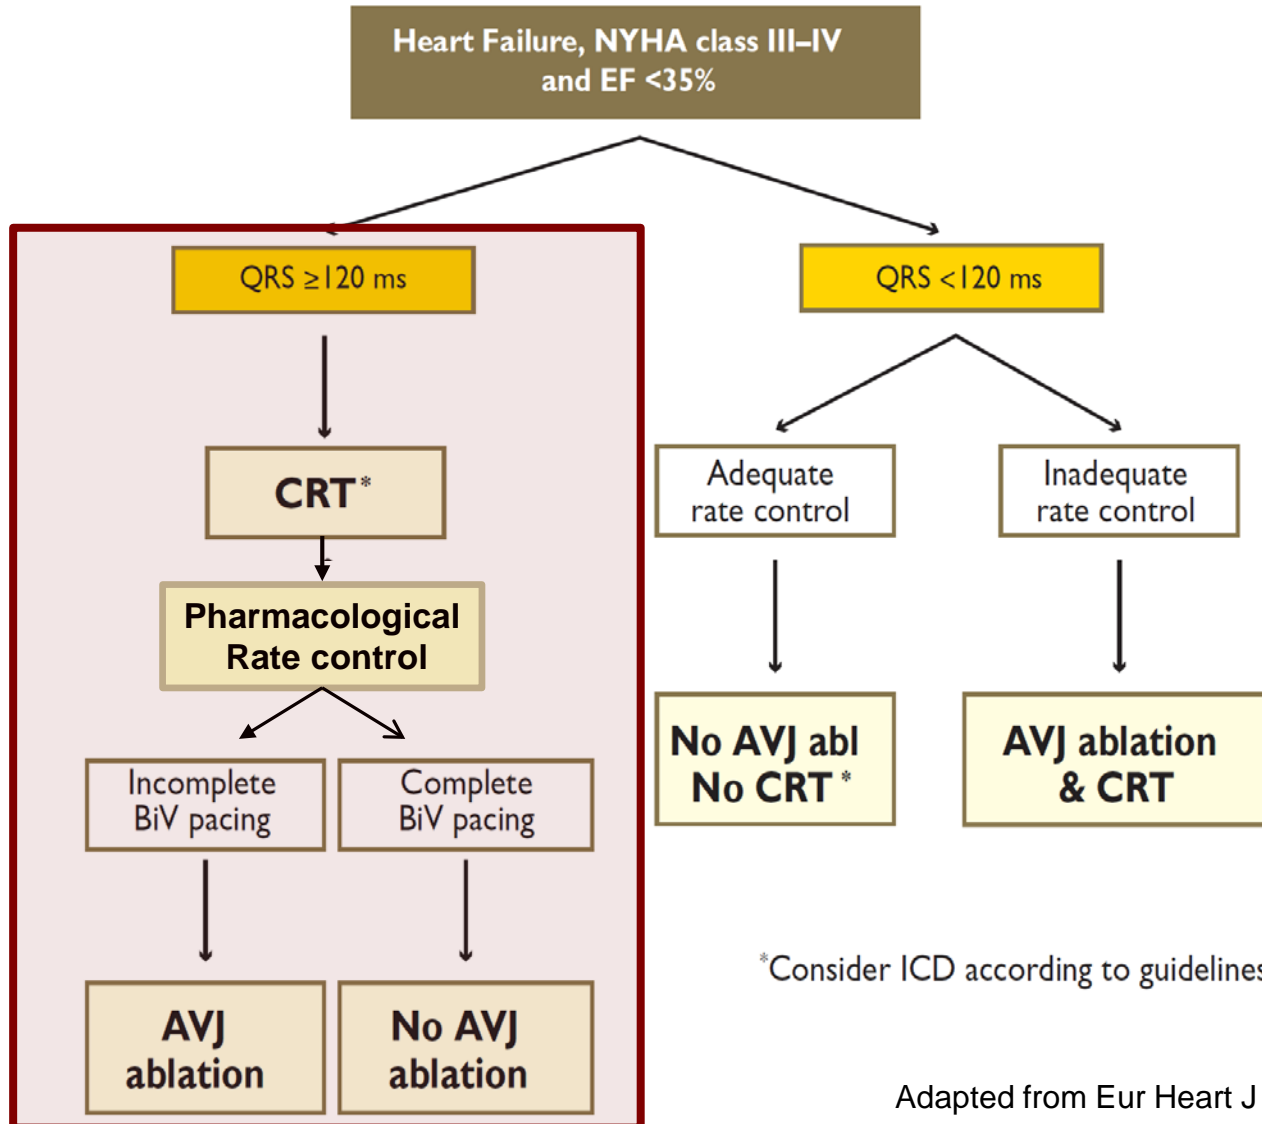 Heart Failure, NYHA class III–IV
and EF <35%
QRS ≥120 ms
QRS <120 ms
CRT*
Adequate
rate control
Inadequate
rate control
Pharmacological
Rate control
Incomplete
BiV pacing
Complete
BiV pacing
No AVJ abl
No CRT *
AVJ ablation
& CRT
*Consider ICD according to guidelines
AVJ
ablation
No AVJ
ablation
Adapted from Eur Heart J